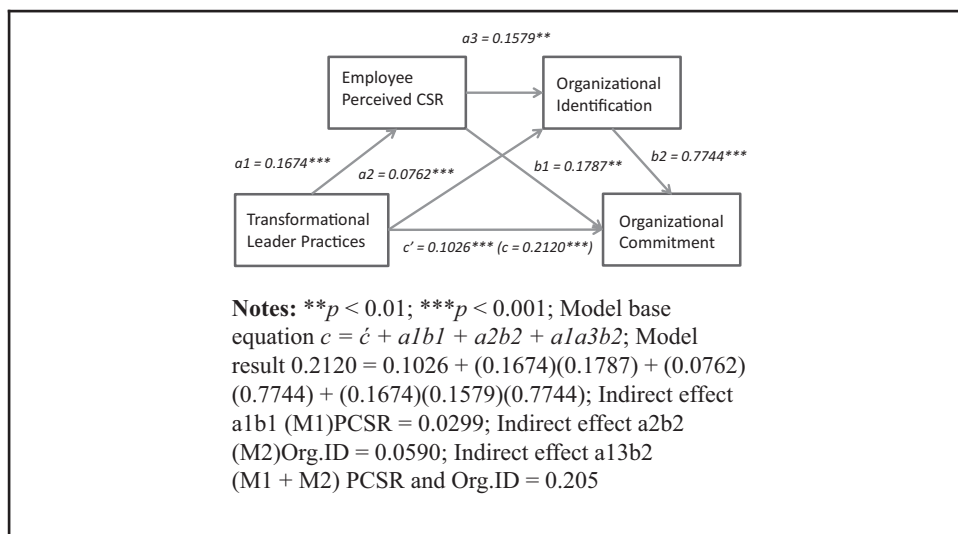 a3 = 0.1579**
Employee
Perceived CSR
Organizational
Identification
a1 = 0.1674***
a2 = 0.0762***
b1 = 0.1787**
b2 = 0.7744***
Transformational
Leader Practices
Organizational
Commitment
c' = 0.1026*** (c = 0.2120***)
Notes: **p < 0.01; ***p < 0.001; Model base
equation c = ć + a1b1 + a2b2 + a1a3b2; Model
result 0.2120 = 0.1026 + (0.1674)(0.1787) + (0.0762)
(0.7744) + (0.1674)(0.1579)(0.7744); Indirect effect
a1b1 (M1)PCSR = 0.0299; Indirect effect a2b2
(M2)Org.ID = 0.0590; Indirect effect a13b2
(M1 + M2) PCSR and Org.ID = 0.205